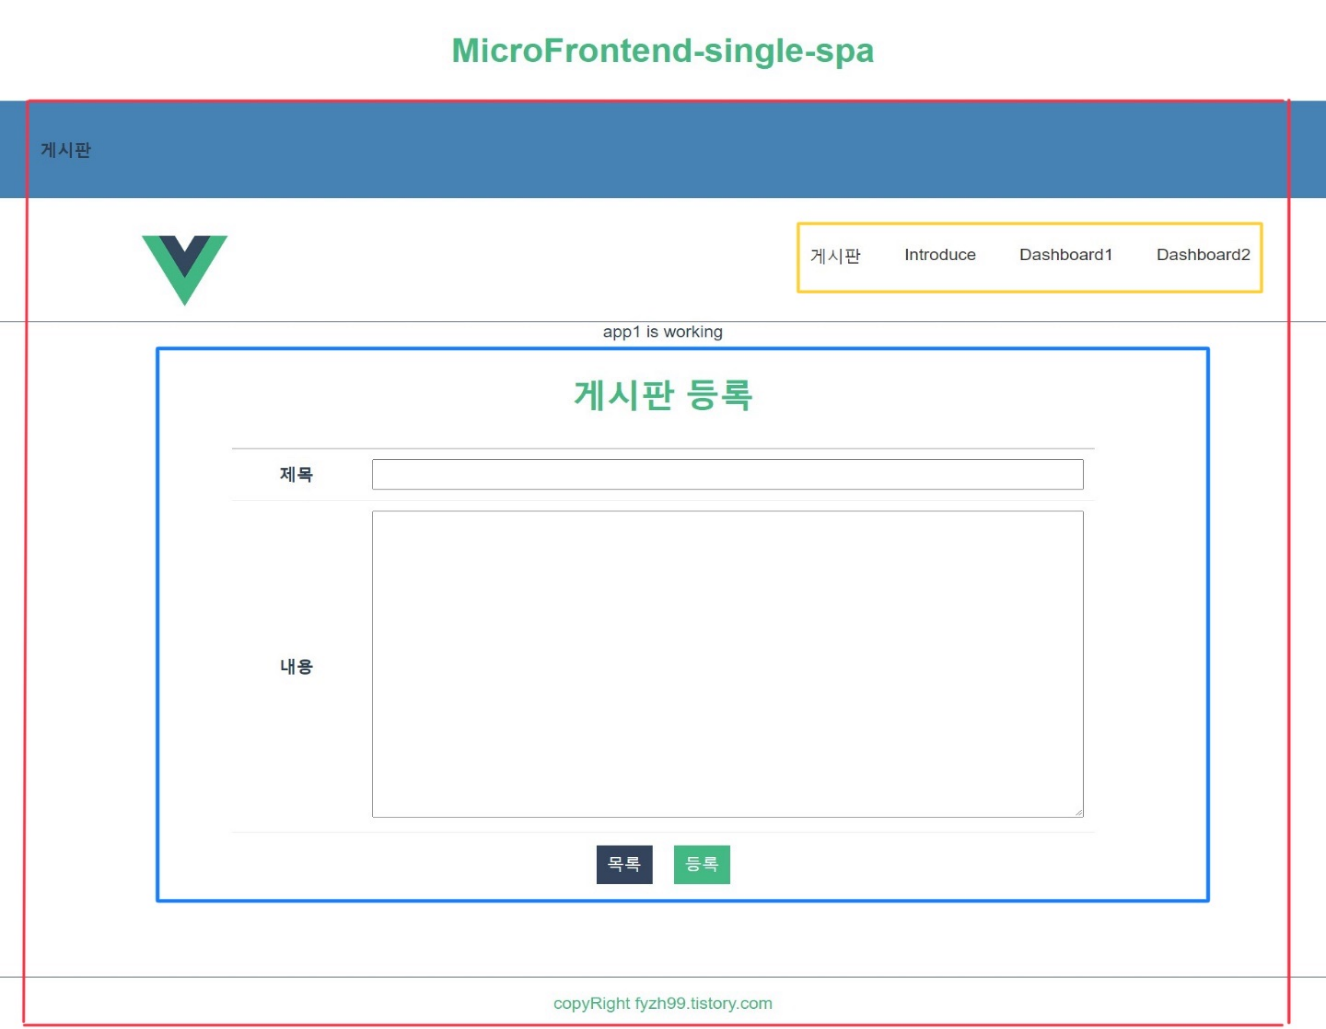 MicroFrontend-single-spa
게시판
게시판 Introduce Dashboard1 Dashboard2
app1 is working
게시판 등록
제목
내용
목록 등록
copyRight fyzh99.tistory.com